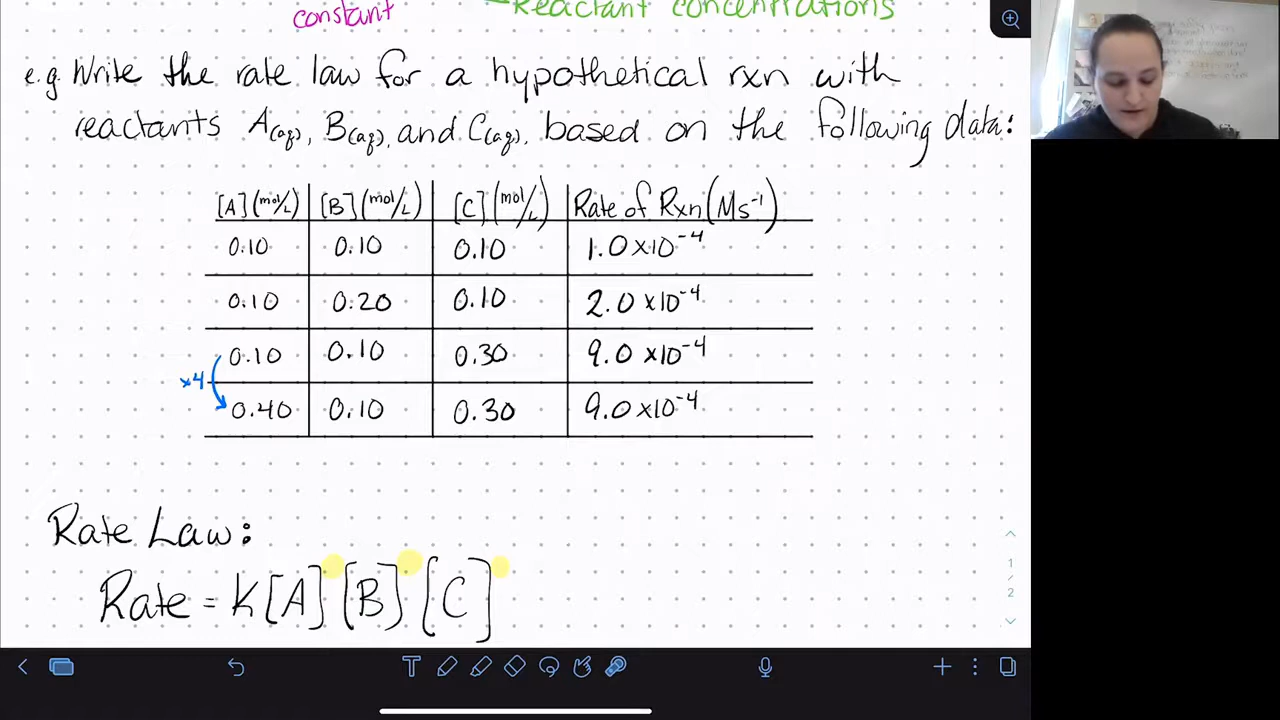 constant
Reactant concentrations
e.g. Write the rate law for a hypothetical rxn with
reactants A(aq), B(aq), and C(aq), based on the following data:
[A](mol/L) [B](mol/L) [C](mol/L) Rate of Rxn(Ms⁻¹)
0.10 0.10 0.10 1.0×10⁻⁴
0.10 0.20 0.10 2.0×10⁻⁴
0.10 0.10 0.30 9.0×10⁻⁴
×4
0.40 0.10 0.30 9.0×10⁻⁴
Rate Law:
Rate = K[A] [B] [C]
1
/
2
T